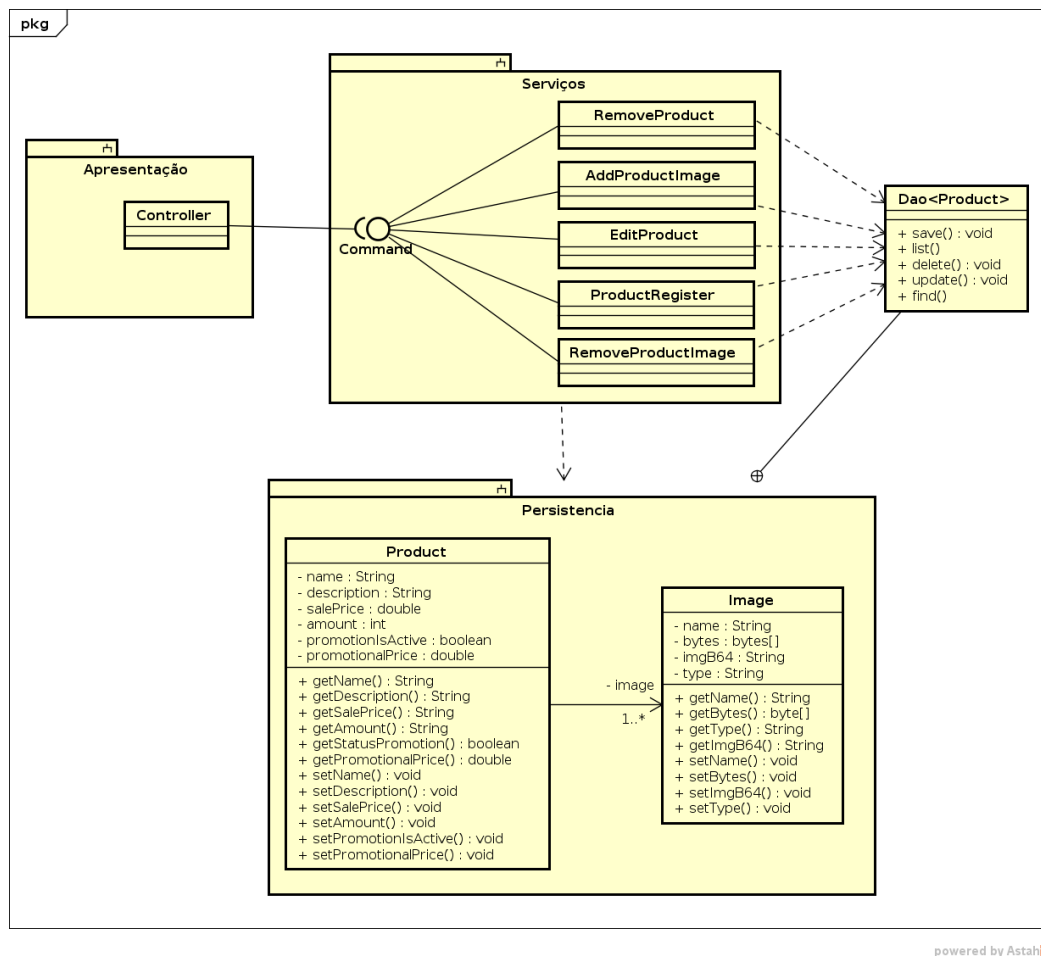 pkg
Serviços
RemoveProduct
AddProductImage
EditProduct
ProductRegister
RemoveProductImage
Command
Apresentação
Controller
Dao<Product>
+ save() : void
+ list()
+ delete() : void
+ update() : void
+ find()
Persistencia
Product
- name : String
- description : String
- salePrice : double
- amount : int
- promotionIsActive : boolean
- promotionalPrice : double
+ getName() : String
+ getDescription() : String
+ getSalePrice() : String
+ getAmount() : String
+ getStatusPromotion() : boolean
+ getPromotionalPrice() : double
+ setName() : void
+ setDescription() : void
+ setSalePrice() : void
+ setAmount() : void
+ setPromotionIsActive() : void
+ setPromotionalPrice() : void
- image
1..*
Image
- name : String
- bytes : bytes[]
- imgB64 : String
- type : String
+ getName() : String
+ getBytes() : byte[]
+ getType() : String
+ getImgB64() : String
+ setName() : void
+ setBytes() : void
+ setImgB64() : void
+ setType() : void
powered by Astah